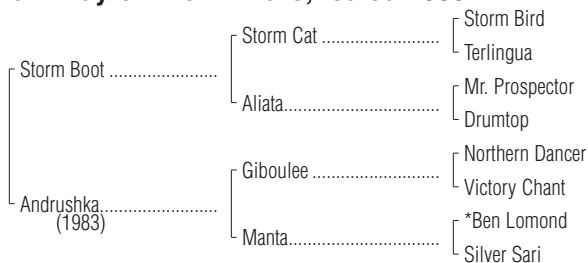 Storm Bird
Storm Cat ................................
Terlingua
Storm Boot ........................
Mr. Prospector
Aliata........................................
Drumtop
Northern Dancer
Giboulee ..................................
Victory Chant
Andrushka..........................
(1983)
*Ben Lomond
Manta........................................
Silver Sari